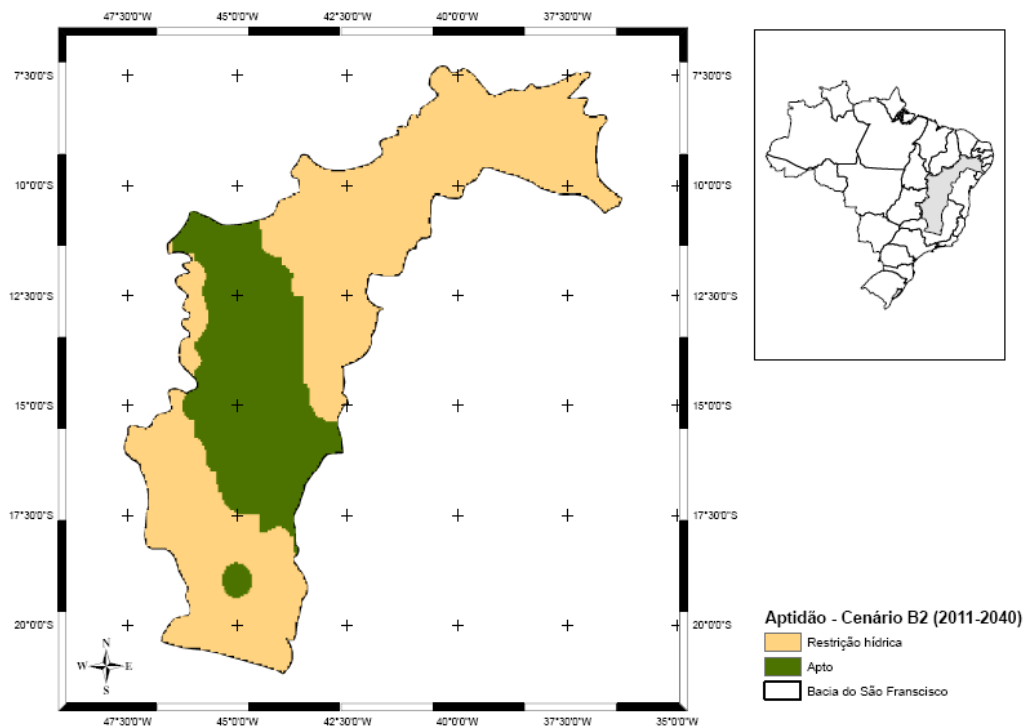 47°30'0"W 45°0'0"W 42°30'0"W 40°0'0"W 37°30'0"W
7°30'0"S 7°30'0"S
10°0'0"S 10°0'0"S
12°30'0"S 12°30'0"S
15°0'0"S 15°0'0"S
17°30'0"S 17°30'0"S
20°0'0"S 20°0'0"S
N
W E
S
47°30'0"W 45°0'0"W 42°30'0"W 40°0'0"W 37°30'0"W 35°0'0"W
Aptidão - Cenário B2 (2011-2040)
Restrição hídrica
Apto
Bacia do São Franscisco